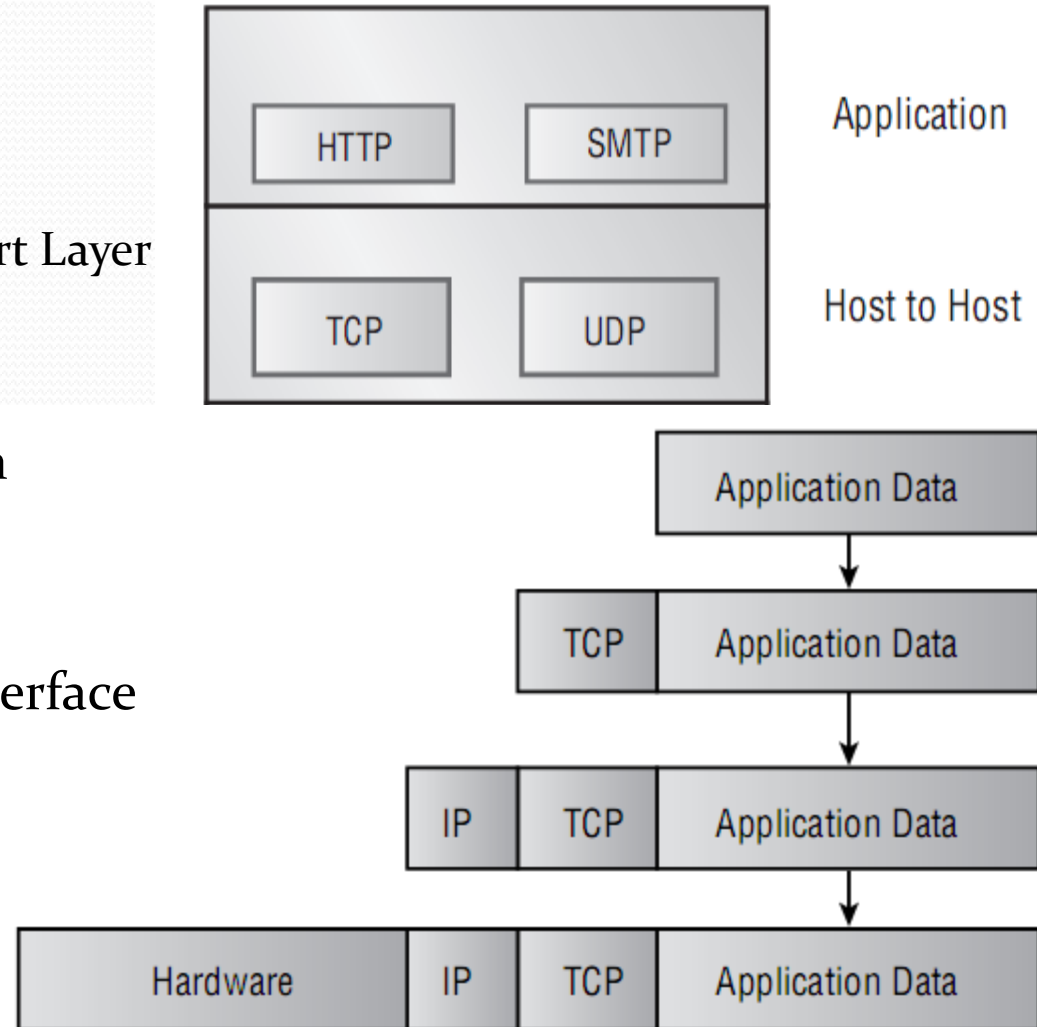 HTTP SMTP Application
rt Layer
TCP UDP Host to Host
n
Application Data
TCP Application Data
erface
IP TCP Application Data
Hardware IP TCP Application Data